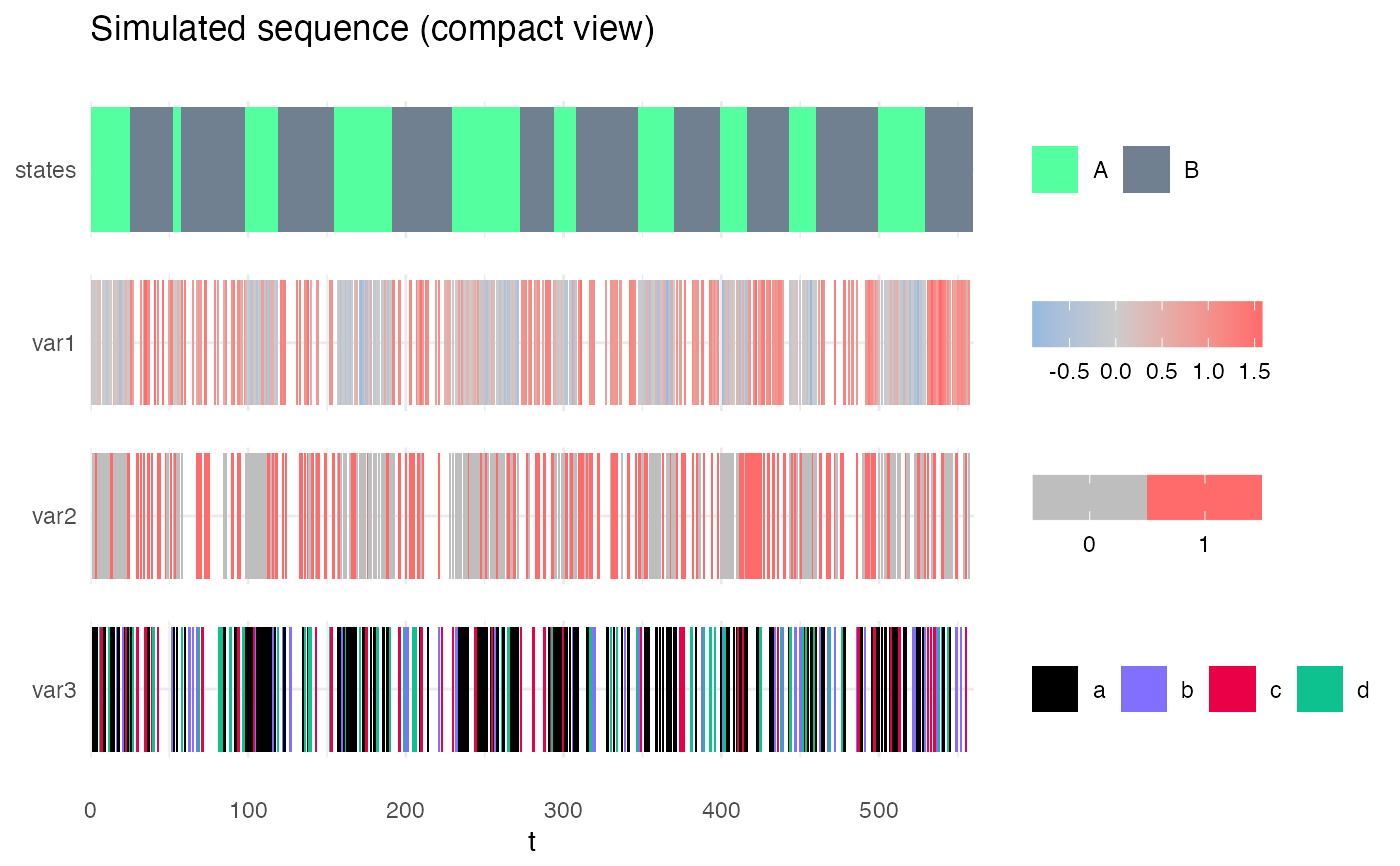 Simulated sequence (compact view)
states
A B
var1
-0.5 0.0 0.5 1.0 1.5
var2
0 1
var3
a b c d
0 100 200 300 400 500
t